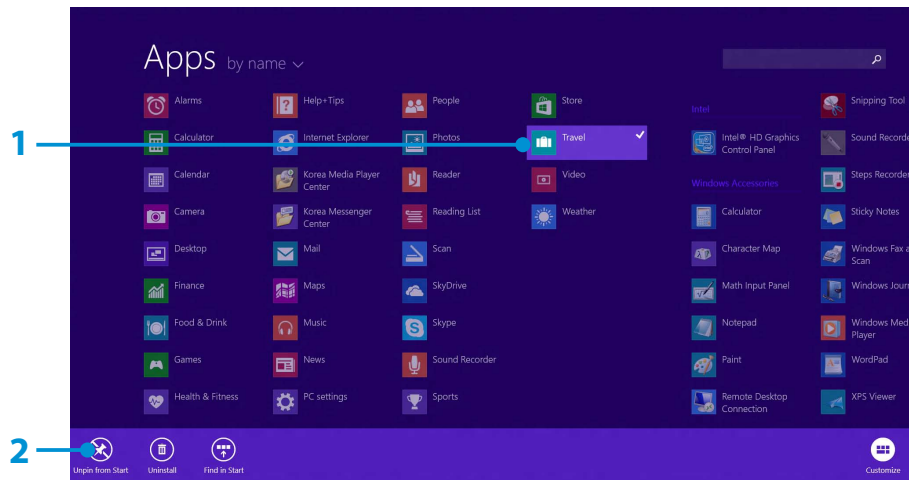 Apps by name
Alarms
Calculator
Calendar
Camera
Desktop
Finance
Food & Drink
Games
Health & Fitness
Help+Tips
Internet Explorer
Korea Media Player
Center
Korea Messenger
Center
Mail
Maps
Music
News
PC settings
People
Photos
Reader
Reading List
Scan
SkyDrive
Skype
Sound Recorder
Sports
Store
Travel
Video
Weather
Intel
Intel® HD Graphics
Control Panel
Windows Accessories
Calculator
Character Map
Math Input Panel
Notepad
Paint
Remote Desktop
Connection
Snipping Tool
Sound Recorde
Steps Recorder
Sticky Notes
Windows Fax a
Scan
Windows Jour
Windows Med
Player
WordPad
XPS Viewer
1
2
Unpin from Start
Uninstall
Find in Start
Customize